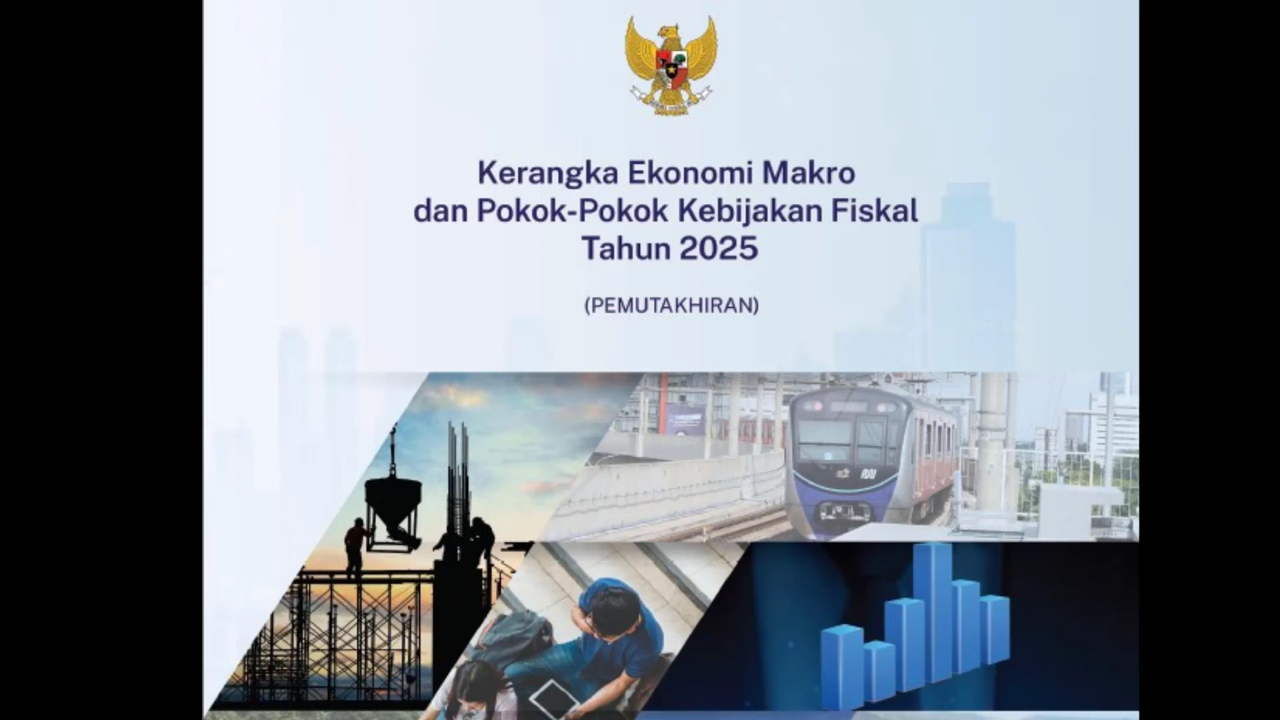 Kerangka Ekonomi Makro
dan Pokok-Pokok Kebijakan Fiskal
Tahun 2025
(PEMUTAKHIRAN)